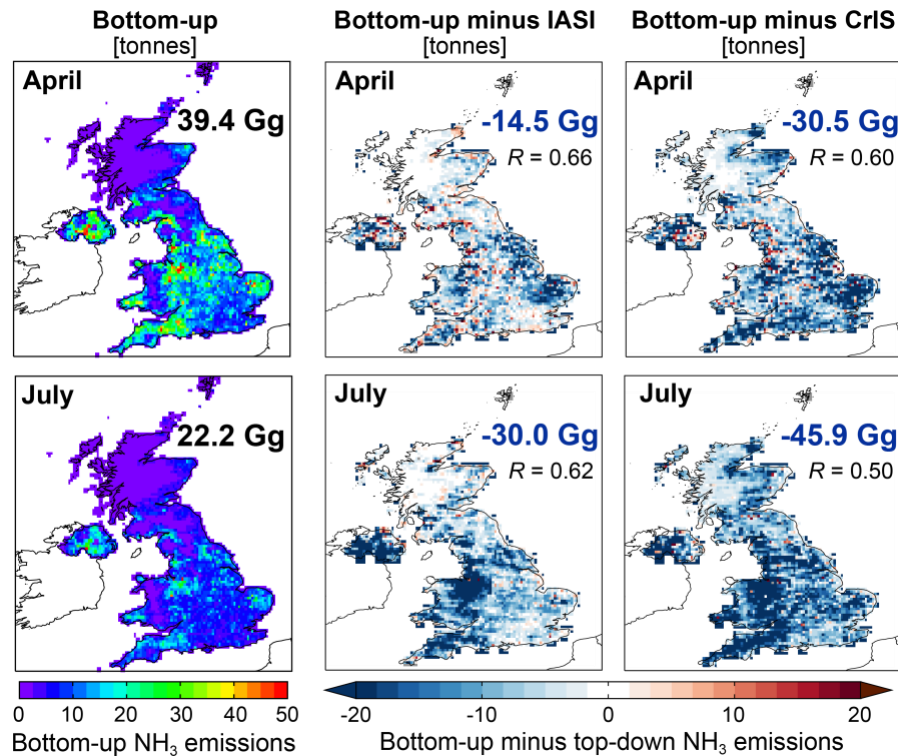 Bottom-up
[tonnes]
Bottom-up minus IASI
[tonnes]
Bottom-up minus CrIS
[tonnes]
April
39.4 Gg
April
-14.5 Gg
R = 0.66
April
-30.5 Gg
R = 0.60
July
22.2 Gg
July
-30.0 Gg
R = 0.62
July
-45.9 Gg
R = 0.50
0 10 20 30 40 50
Bottom-up NH₃ emissions
-20 -10 0 10 20
Bottom-up minus top-down NH₃ emissions